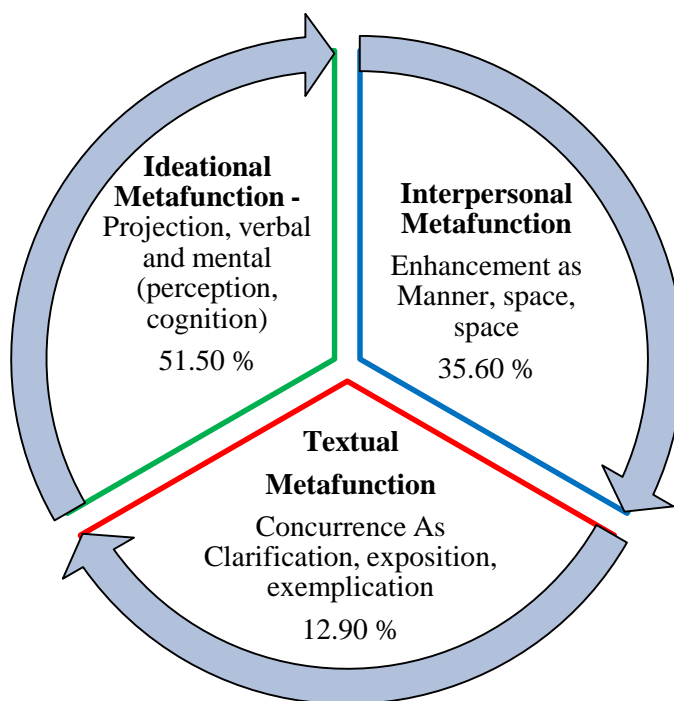 Ideational
Metafunction -
Projection, verbal
and mental
(perception,
cognition)
51.50 %
Interpersonal
Metafunction
Enhancement as
Manner, space,
space
35.60 %
Textual
Metafunction
Concurrence As
Clarification, exposition,
exemplication
12.90 %